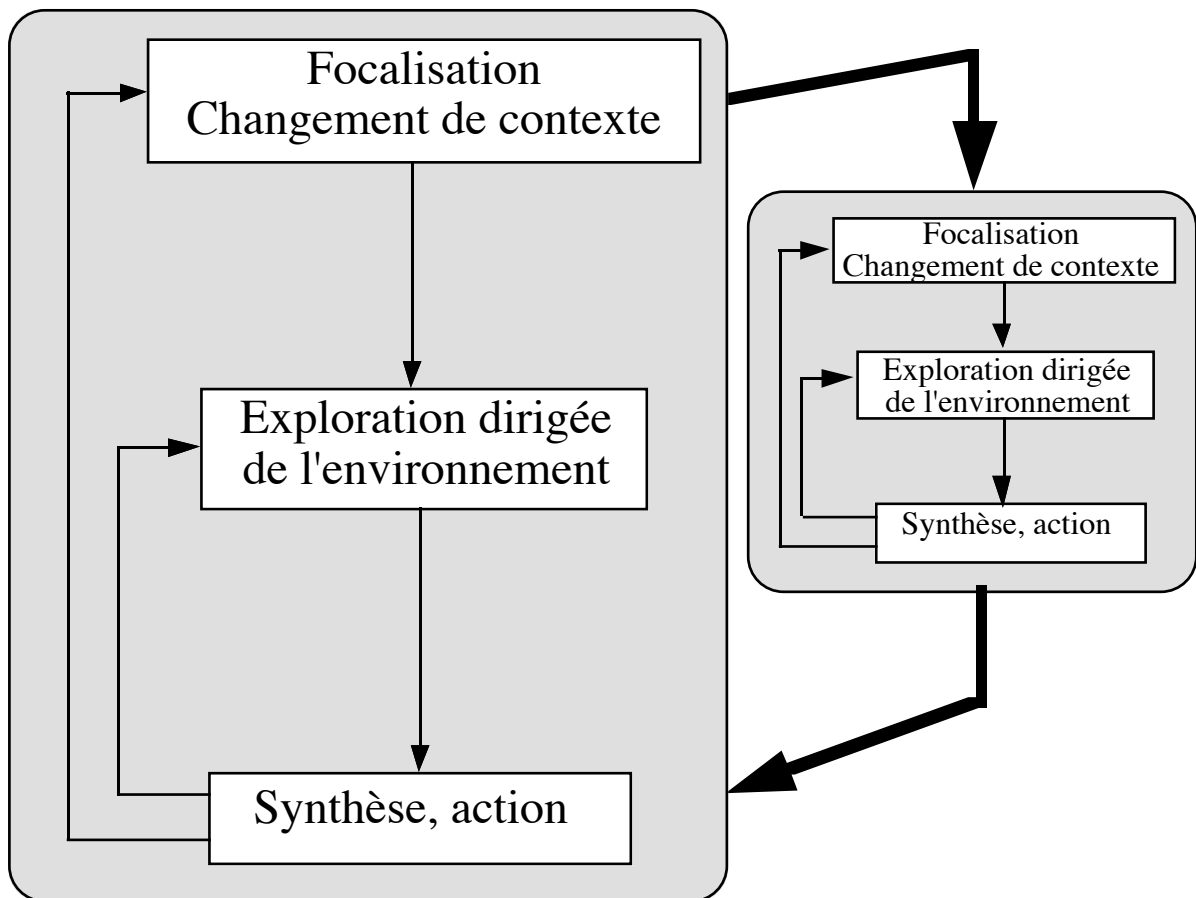 Focalisation
Changement de contexte
Exploration dirigée
de l'environnement
Synthèse, action
Focalisation
Changement de contexte
Exploration dirigée
de l'environnement
Synthèse, action